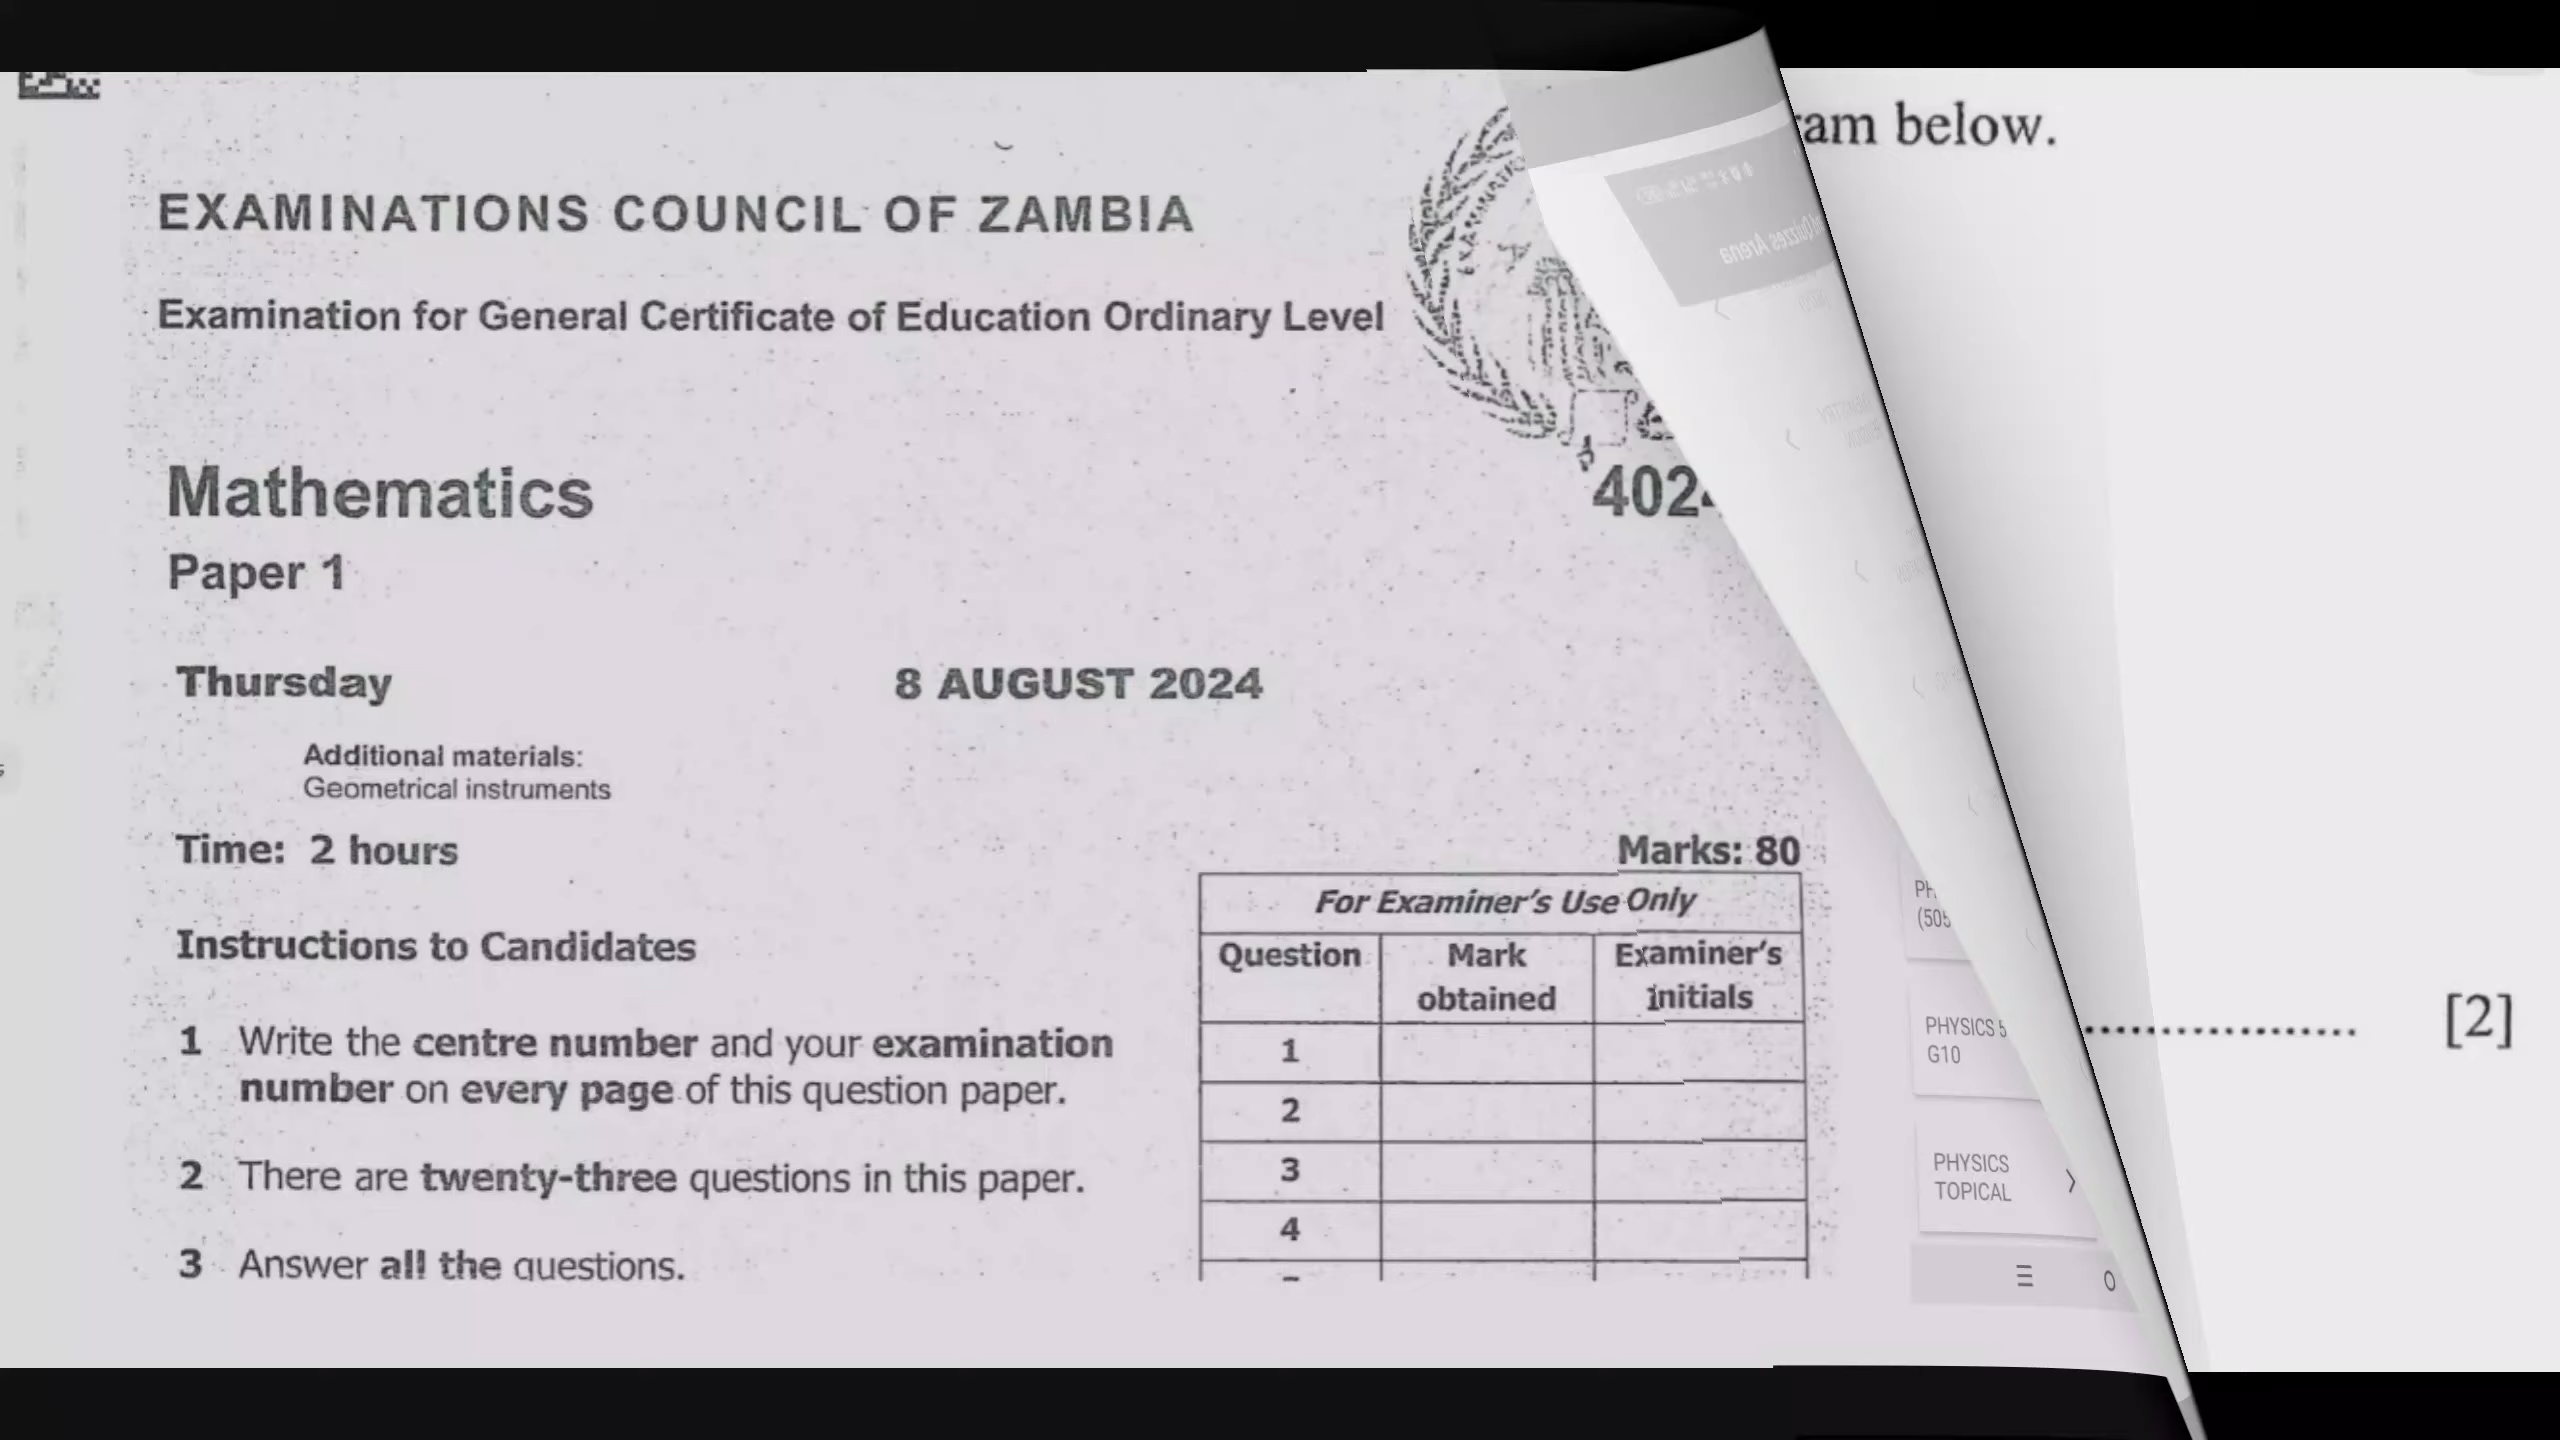 ram below.
EXAMINATIONS COUNCIL OF ZAMBIA
Examination for General Certificate of Education Ordinary Level
Mathematics
402
Paper 1
Thursday 8 AUGUST 2024
Additional materials:
Geometrical instruments
Time: 2 hours
Marks: 80
For Examiner's Use Only
Question Mark obtained Examiner's initials
1
2
3
4
Instructions to Candidates
1 Write the centre number and your examination
number on every page of this question paper.
2 There are twenty-three questions in this paper.
3 Answer all the questions.
(505
PHYSICS 5
G10
PHYSICS
TOPICAL
[2]